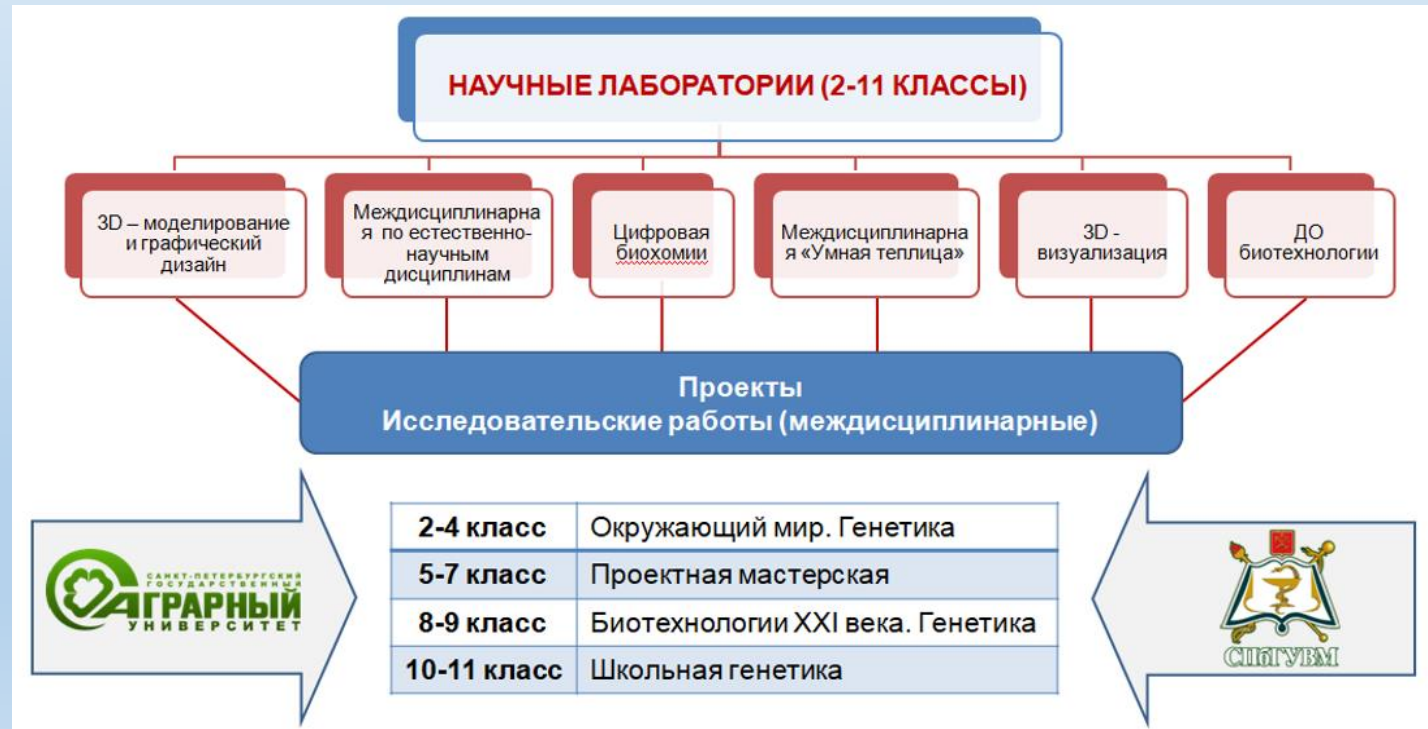 НАУЧНЫЕ ЛАБОРАТОРИИ (2-11 КЛАССЫ)
3D – моделирование
и графический
дизайн
Междисциплинарна
я по естественно-
научным
дисциплинам
Цифровая
биохомии
Междисциплинарна
я «Умная теплица»
3D -
визуализация
ДО
биотехнологии
Проекты
Исследовательские работы (междисциплинарные)
САНКТ-ПЕТЕРБУРГСКИЙ
ГОСУДАРСТВЕННЫЙ
АГРАРНЫЙ
УНИВЕРСИТЕТ
2-4 класс Окружающий мир. Генетика
5-7 класс Проектная мастерская
8-9 класс Биотехнологии XXI века. Генетика
10-11 класс Школьная генетика
СПбГУВМ